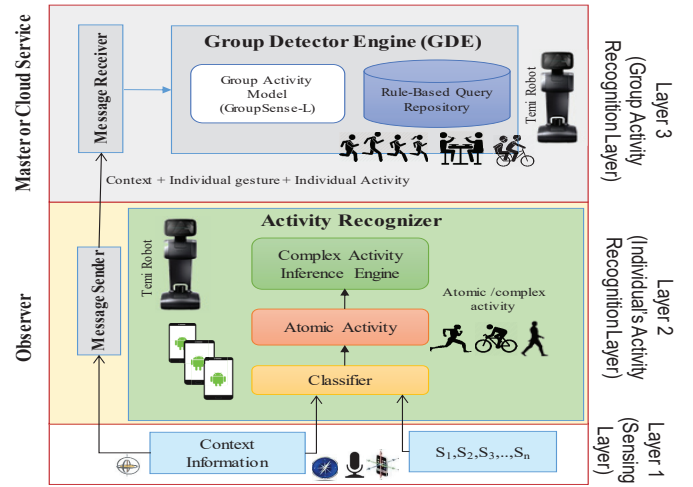 Master or Cloud Service
Message Receiver
Group Detector Engine (GDE)
Group Activity
Model
(GroupSense-L)
Rule-Based Query
Repository
Temi Robot
Layer 3
(Group Activity
Recognition Layer)
Context + Individual gesture + Individual Activity
Observer
Message Sender
Activity Recognizer
Temi Robot
Complex Activity
Inference Engine
Atomic /complex
activity
Atomic Activity
Classifier
Layer 2
(Individual's Activity
Recognition Layer)
Context
Information
S1,S2,S3,..,Sn
Layer 1
(Sensing
Layer)